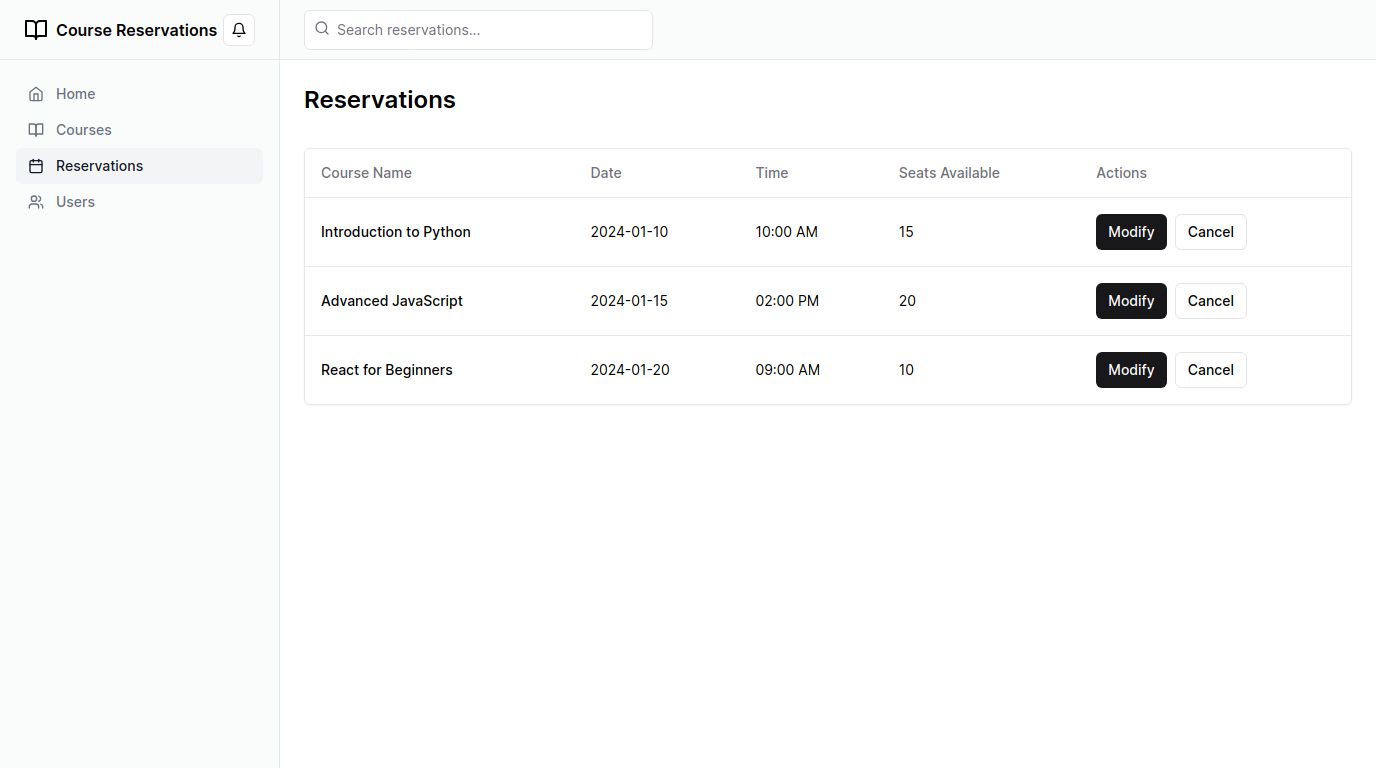 Course Reservations
Search reservations...
Home
Courses
Reservations
Users
Reservations
Course Name Date Time Seats Available Actions
Introduction to Python 2024-01-10 10:00 AM 15 Modify Cancel
Advanced JavaScript 2024-01-15 02:00 PM 20 Modify Cancel
React for Beginners 2024-01-20 09:00 AM 10 Modify Cancel